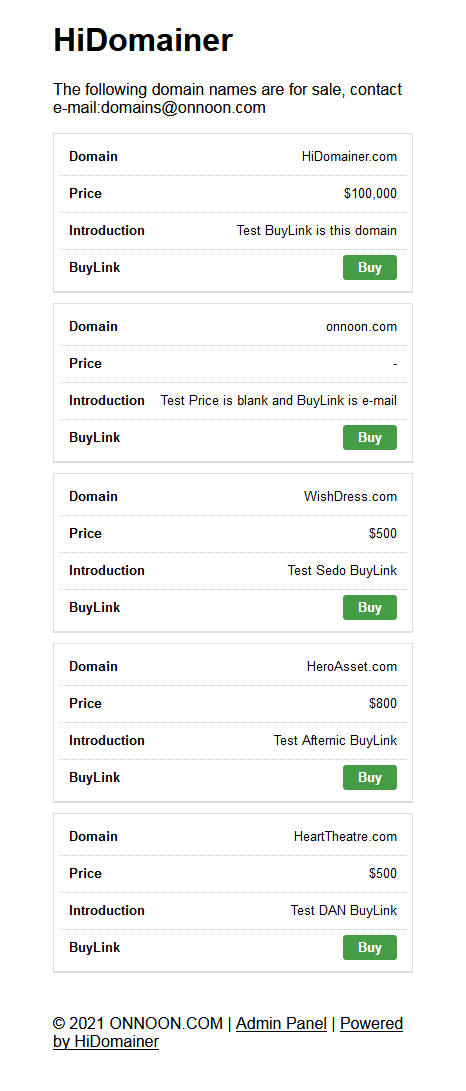 HiDomainer
The following domain names are for sale, contact
e-mail:domains@onnoon.com
Domain HiDomainer.com
Price $100,000
Introduction Test BuyLink is this domain
BuyLink Buy
Domain onnoon.com
Price -
Introduction Test Price is blank and BuyLink is e-mail
BuyLink Buy
Domain WishDress.com
Price $500
Introduction Test Sedo BuyLink
BuyLink Buy
Domain HeroAsset.com
Price $800
Introduction Test Afternic BuyLink
BuyLink Buy
Domain HeartTheatre.com
Price $500
Introduction Test DAN BuyLink
BuyLink Buy
© 2021 ONNOON.COM | Admin Panel | Powered
by HiDomainer